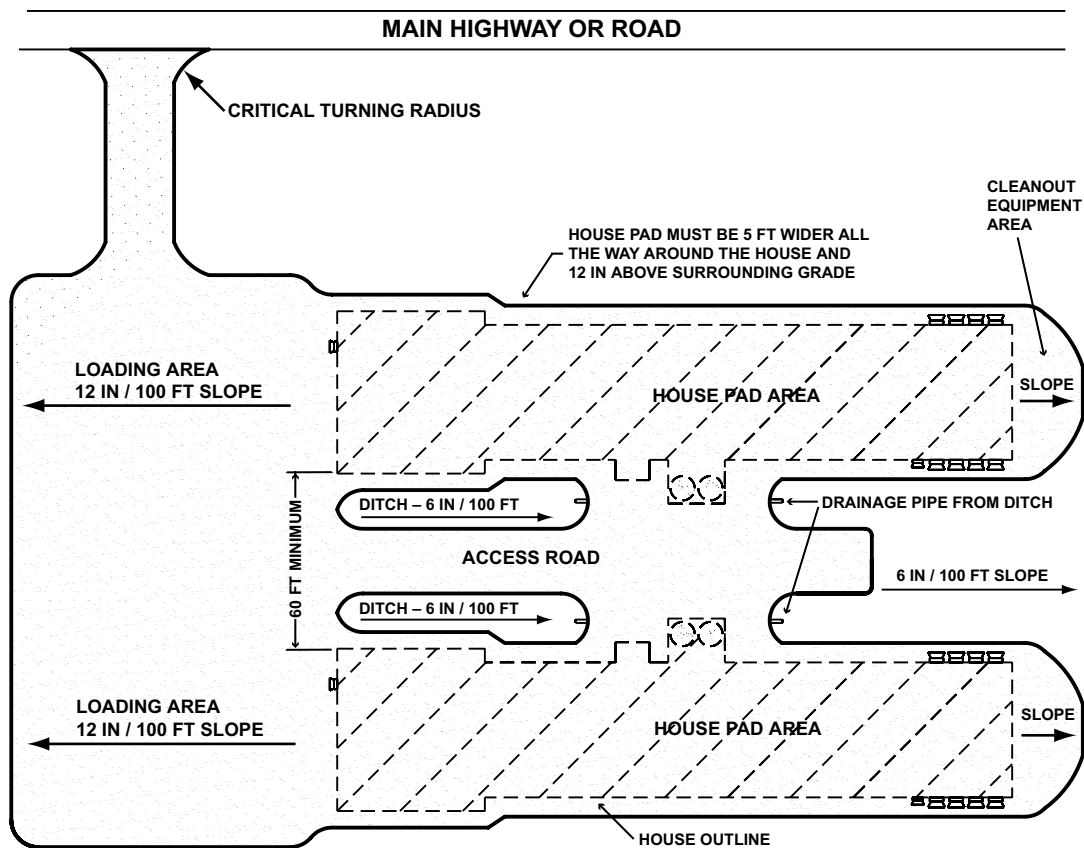 MAIN HIGHWAY OR ROAD
CRITICAL TURNING RADIUS
CLEANOUT
EQUIPMENT
AREA
HOUSE PAD MUST BE 5 FT WIDER ALL
THE WAY AROUND THE HOUSE AND
12 IN ABOVE SURROUNDING GRADE
LOADING AREA
12 IN / 100 FT SLOPE
HOUSE PAD AREA
SLOPE
60 FT MINIMUM
DITCH – 6 IN / 100 FT
DRAINAGE PIPE FROM DITCH
ACCESS ROAD
6 IN / 100 FT SLOPE
DITCH – 6 IN / 100 FT
LOADING AREA
12 IN / 100 FT SLOPE
HOUSE PAD AREA
SLOPE
HOUSE OUTLINE